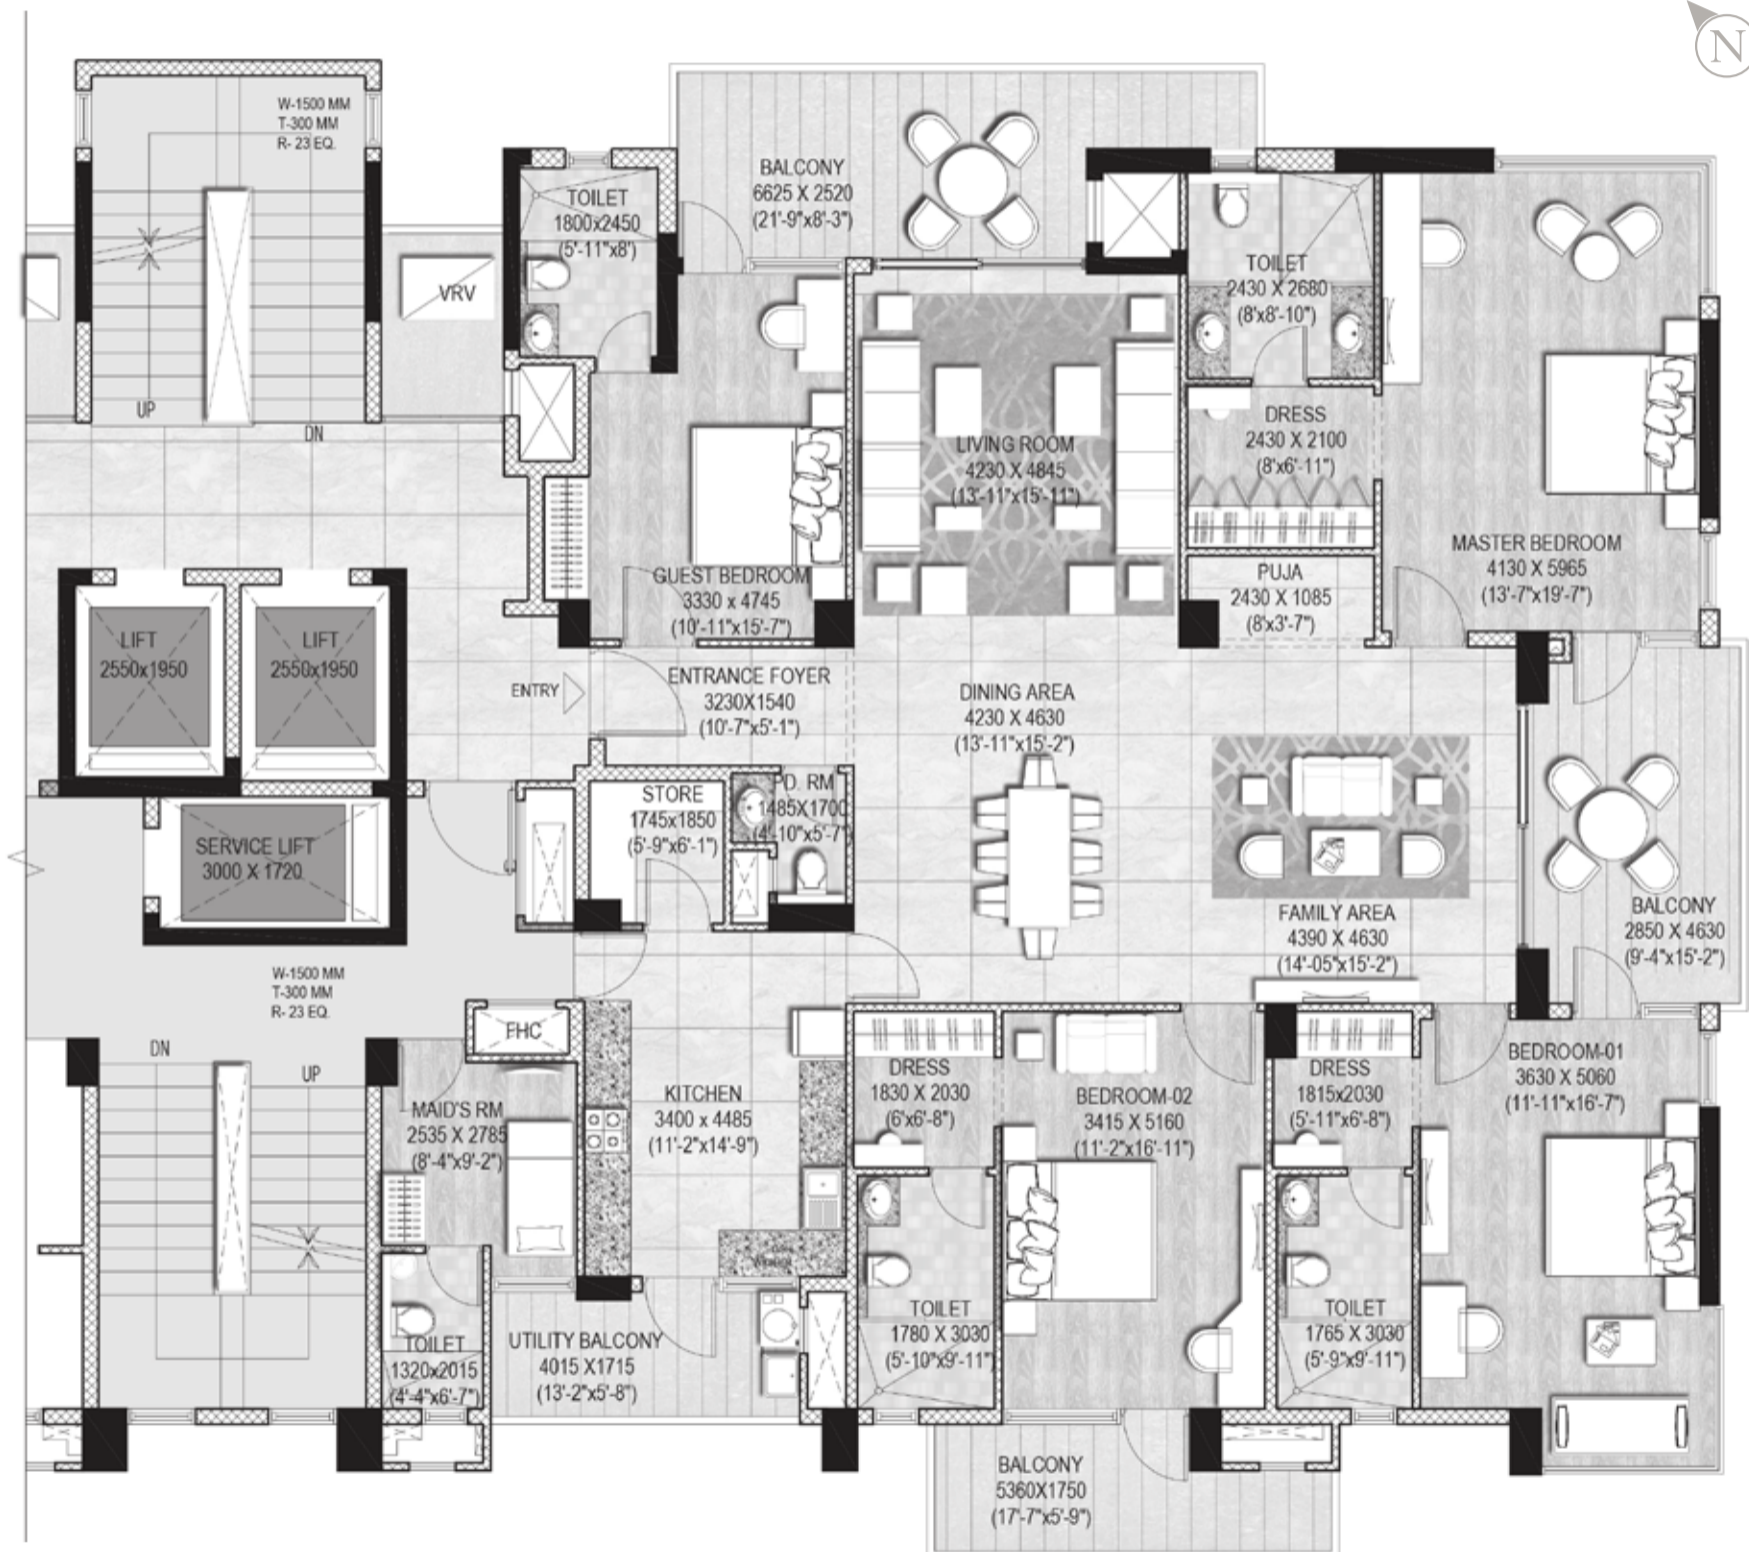 N
W-1500 MM
T-300 MM
R- 23 EQ.
UP
DN
VRV
TOILET
1800x2450
(5'-11"x8')
BALCONY
6625 X 2520
(21'-9"x8'-3")
TOILET
2430 X 2680
(8'x8'-10")
DRESS
2430 X 2100
(8'x6'-11")
LIVING ROOM
4230 X 4845
(13'-11"x15'-11")
MASTER BEDROOM
4130 X 5965
(13'-7"x19'-7")
GUEST BEDROOM
3330 x 4745
(10'-11"x15'-7")
PUJA
2430 X 1085
(8'x3'-7")
LIFT
2550x1950
LIFT
2550x1950
ENTRY
ENTRANCE FOYER
3230X1540
(10'-7"x5'-1")
DINING AREA
4230 X 4630
(13'-11"x15'-2")
STORE
1745x1850
(5'-9"x6'-1")
PD. RM
1485X1700
(4'-10"x5'-7"
SERVICE LIFT
3000 X 1720
FAMILY AREA
4390 X 4630
(14'-05"x15'-2")
BALCONY
2850 X 4630
(9'-4"x15'-2")
W-1500 MM
T-300 MM
R- 23 EQ.
DN
UP
FHC
MAID'S RM
2535 X 2785
(8'-4"x9'-2")
KITCHEN
3400 x 4485
(11'-2"x14'-9")
DRESS
1830 X 2030
(6'x6'-8")
BEDROOM-02
3415 X 5160
(11'-2"x16'-11")
DRESS
1815x2030
(5'-11"x6'-8")
BEDROOM-01
3630 X 5060
(11'-11"x16'-7")
TOILET
1320x2015
(4'-4"x6'-7")
UTILITY BALCONY
4015 X1715
(13'-2"x5'-8")
TOILET
1780 X 3030
(5'-10"x9'-11")
TOILET
1765 X 3030
(5'-9"x9'-11")
BALCONY
5360X1750
(17'-7"x5'-9")